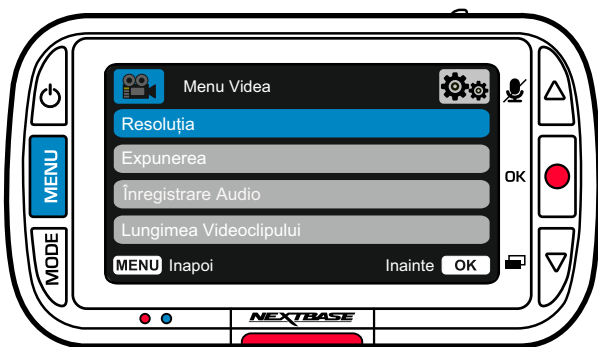 Menu Videa
Resoluția
Expunerea
Înregistrare Audio
Lungimea Videoclipului
MENU Inapoi Inainte OK
MENU
MODE
OK
NEXTBASE